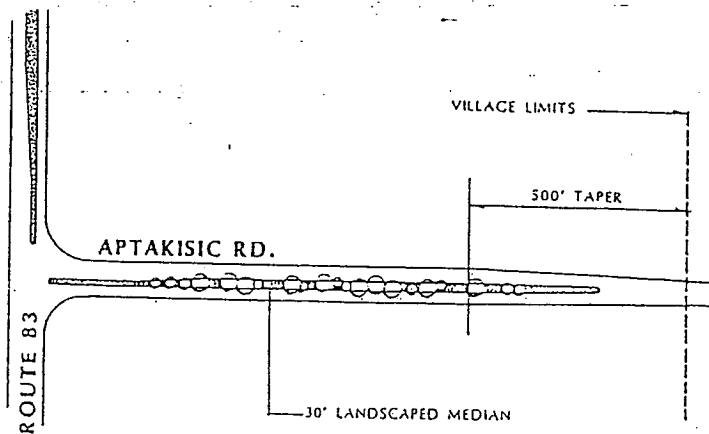 VILLAGE LIMITS
500' TAPER
APTAKISIC RD.
ROUTE 83
30' LANDSCAPED MEDIAN